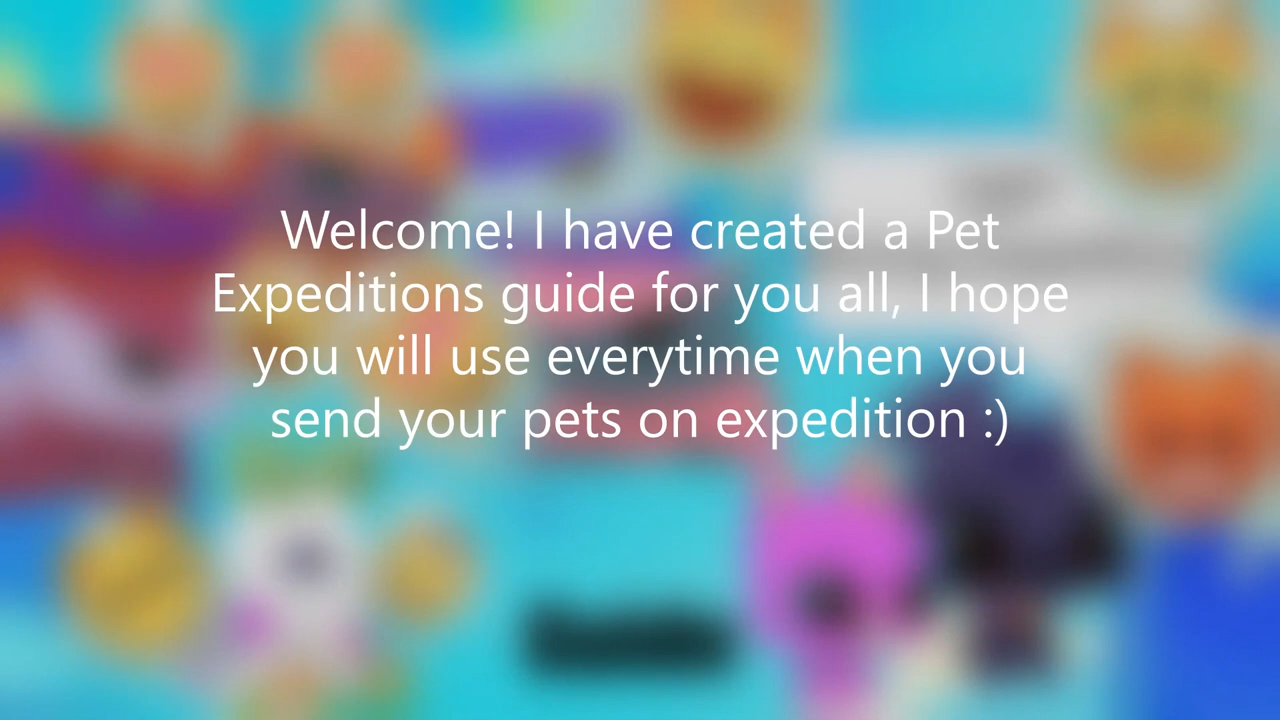 Welcome! I have created a Pet
Expeditions guide for you all, I hope
you will use everytime when you
send your pets on expedition :)